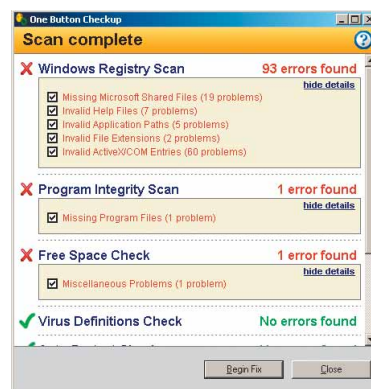 One Button Checkup
Scan complete
Windows Registry Scan 93 errors found
hide details
Missing Microsoft Shared Files (19 problems)
Invalid Help Files (7 problems)
Invalid Application Paths (5 problems)
Invalid File Extensions (2 problems)
Invalid ActiveX/COM Entries (60 problems)
Program Integrity Scan 1 error found
hide details
Missing Program Files (1 problem)
Free Space Check 1 error found
hide details
Miscellaneous Problems (1 problem)
Virus Definitions Check No errors found
Begin Fix Close